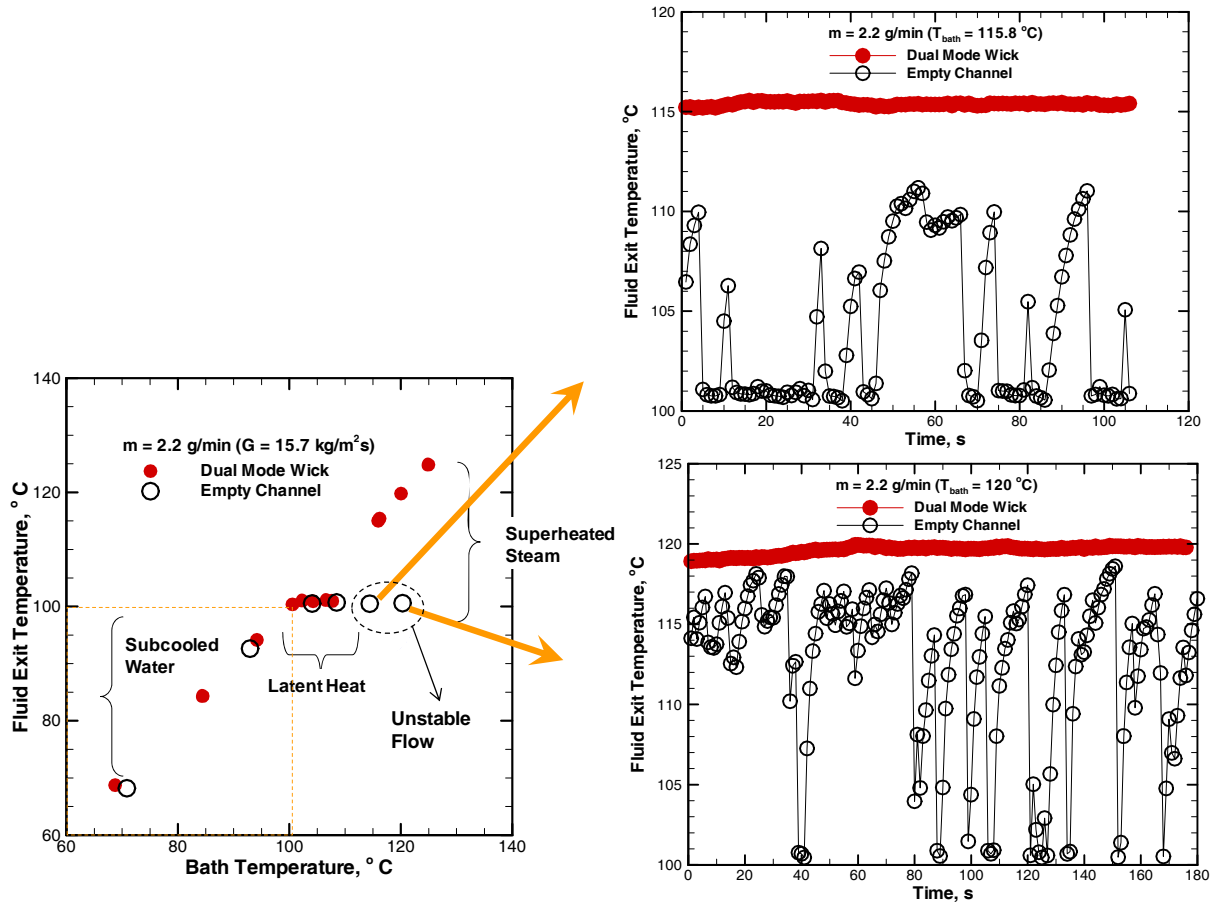 140
120
100
80
60
60
80
100
120
140
Fluid Exit Temperature, ° C
Bath Temperature, ° C
m = 2.2 g/min (G = 15.7 kg/m²s)
Dual Mode Wick
Empty Channel
Superheated
Steam
Subcooled
Water
Latent Heat
Unstable
Flow
120
115
110
105
100
0
20
40
60
80
100
120
Fluid Exit Temperature, °C
Time, s
m = 2.2 g/min (T_bath = 115.8 °C)
Dual Mode Wick
Empty Channel
125
120
115
110
105
100
0
20
40
60
80
100
120
140
160
180
Fluid Exit Temperature, °C
Time, s
m = 2.2 g/min (T_bath = 120 °C)
Dual Mode Wick
Empty Channel